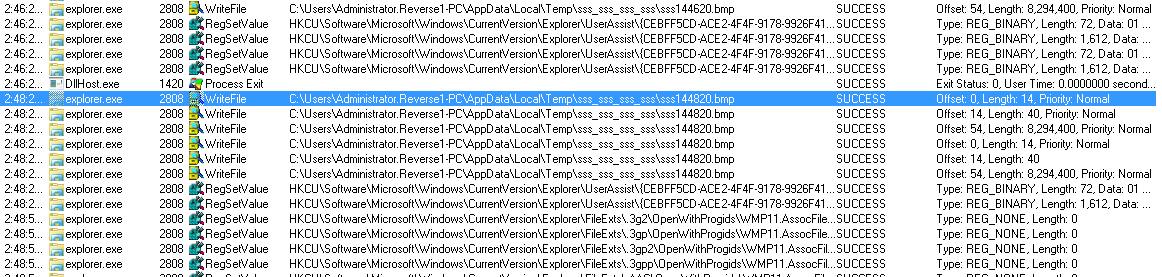 2:46:2... explorer.exe 2808 WriteFile C:\Users\Administrator.Reverse1-PC\AppData\Local\Temp\sss_sss_sss_sss\sss144620.bmp SUCCESS Offset: 54, Length: 8,294,400, Priority: Normal
2:46:2... explorer.exe 2808 RegSetValue HKCU\Software\Microsoft\Windows\CurrentVersion\Explorer\UserAssist\{CEBFF5CD-ACE2-4F4F-9178-9926F41... SUCCESS Type: REG_BINARY, Length: 72, Data: 01 ...
2:46:2... explorer.exe 2808 RegSetValue HKCU\Software\Microsoft\Windows\CurrentVersion\Explorer\UserAssist\{CEBFF5CD-ACE2-4F4F-9178-9926F41... SUCCESS Type: REG_BINARY, Length: 1,612, Data: ...
2:46:2... explorer.exe 2808 RegSetValue HKCU\Software\Microsoft\Windows\CurrentVersion\Explorer\UserAssist\{CEBFF5CD-ACE2-4F4F-9178-9926F41... SUCCESS Type: REG_BINARY, Length: 72, Data: 01 ...
2:46:2... explorer.exe 2808 RegSetValue HKCU\Software\Microsoft\Windows\CurrentVersion\Explorer\UserAssist\{CEBFF5CD-ACE2-4F4F-9178-9926F41... SUCCESS Type: REG_BINARY, Length: 1,612, Data: ...
2:46:2... DllHost.exe 1420 Process Exit SUCCESS Exit Status: 0, User Time: 0.0000000 second...
2:48:2... explorer.exe 2808 WriteFile C:\Users\Administrator.Reverse1-PC\AppData\Local\Temp\sss_sss_sss_sss\sss144820.bmp SUCCESS Offset: 0, Length: 14, Priority: Normal
2:48:2... explorer.exe 2808 WriteFile C:\Users\Administrator.Reverse1-PC\AppData\Local\Temp\sss_sss_sss_sss\sss144820.bmp SUCCESS Offset: 14, Length: 40, Priority: Normal
2:48:2... explorer.exe 2808 WriteFile C:\Users\Administrator.Reverse1-PC\AppData\Local\Temp\sss_sss_sss_sss\sss144820.bmp SUCCESS Offset: 54, Length: 8,294,400, Priority: Normal
2:48:2... explorer.exe 2808 WriteFile C:\Users\Administrator.Reverse1-PC\AppData\Local\Temp\sss_sss_sss_sss\sss144820.bmp SUCCESS Offset: 0, Length: 14, Priority: Normal
2:48:2... explorer.exe 2808 WriteFile C:\Users\Administrator.Reverse1-PC\AppData\Local\Temp\sss_sss_sss_sss\sss144820.bmp SUCCESS Offset: 14, Length: 40
2:48:2... explorer.exe 2808 WriteFile C:\Users\Administrator.Reverse1-PC\AppData\Local\Temp\sss_sss_sss_sss\sss144820.bmp SUCCESS Offset: 54, Length: 8,294,400, Priority: Normal
2:48:2... explorer.exe 2808 RegSetValue HKCU\Software\Microsoft\Windows\CurrentVersion\Explorer\UserAssist\{CEBFF5CD-ACE2-4F4F-9178-9926F41... SUCCESS Type: REG_BINARY, Length: 72, Data: 01 ...
2:48:2... explorer.exe 2808 RegSetValue HKCU\Software\Microsoft\Windows\CurrentVersion\Explorer\UserAssist\{CEBFF5CD-ACE2-4F4F-9178-9926F41... SUCCESS Type: REG_BINARY, Length: 1,612, Data: ...
2:48:5... explorer.exe 2808 RegSetValue HKCU\Software\Microsoft\Windows\CurrentVersion\Explorer\FileExts\.3g2\OpenWithProgids\WMP11.AssocFile... SUCCESS Type: REG_NONE, Length: 0
2:48:5... explorer.exe 2808 RegSetValue HKCU\Software\Microsoft\Windows\CurrentVersion\Explorer\FileExts\.3gp\OpenWithProgids\WMP11.AssocFil... SUCCESS Type: REG_NONE, Length: 0
2:48:5... explorer.exe 2808 RegSetValue HKCU\Software\Microsoft\Windows\CurrentVersion\Explorer\FileExts\.3gp2\OpenWithProgids\WMP11.AssocFi... SUCCESS Type: REG_NONE, Length: 0
2:48:5... explorer.exe 2808 RegSetValue HKCU\Software\Microsoft\Windows\CurrentVersion\Explorer\FileExts\.3gpp\OpenWithProgids\WMP11.AssocFi... SUCCESS Type: REG_NONE, Length: 0